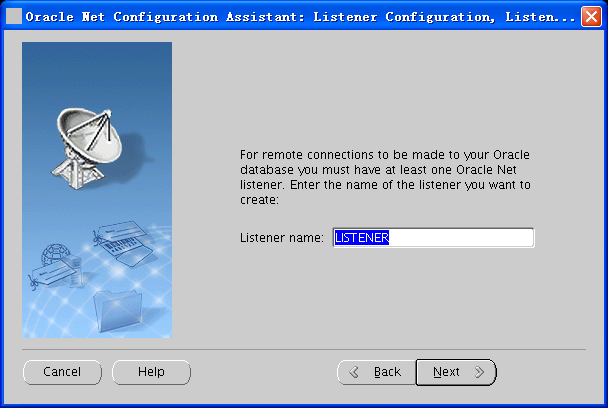 Oracle Net Configuration Assistant: Listener Configuration, Listen...
For remote connections to be made to your Oracle
database you must have at least one Oracle Net
listener. Enter the name of the listener you want to
create:
Listener name: LISTENER
Cancel Help Back Next